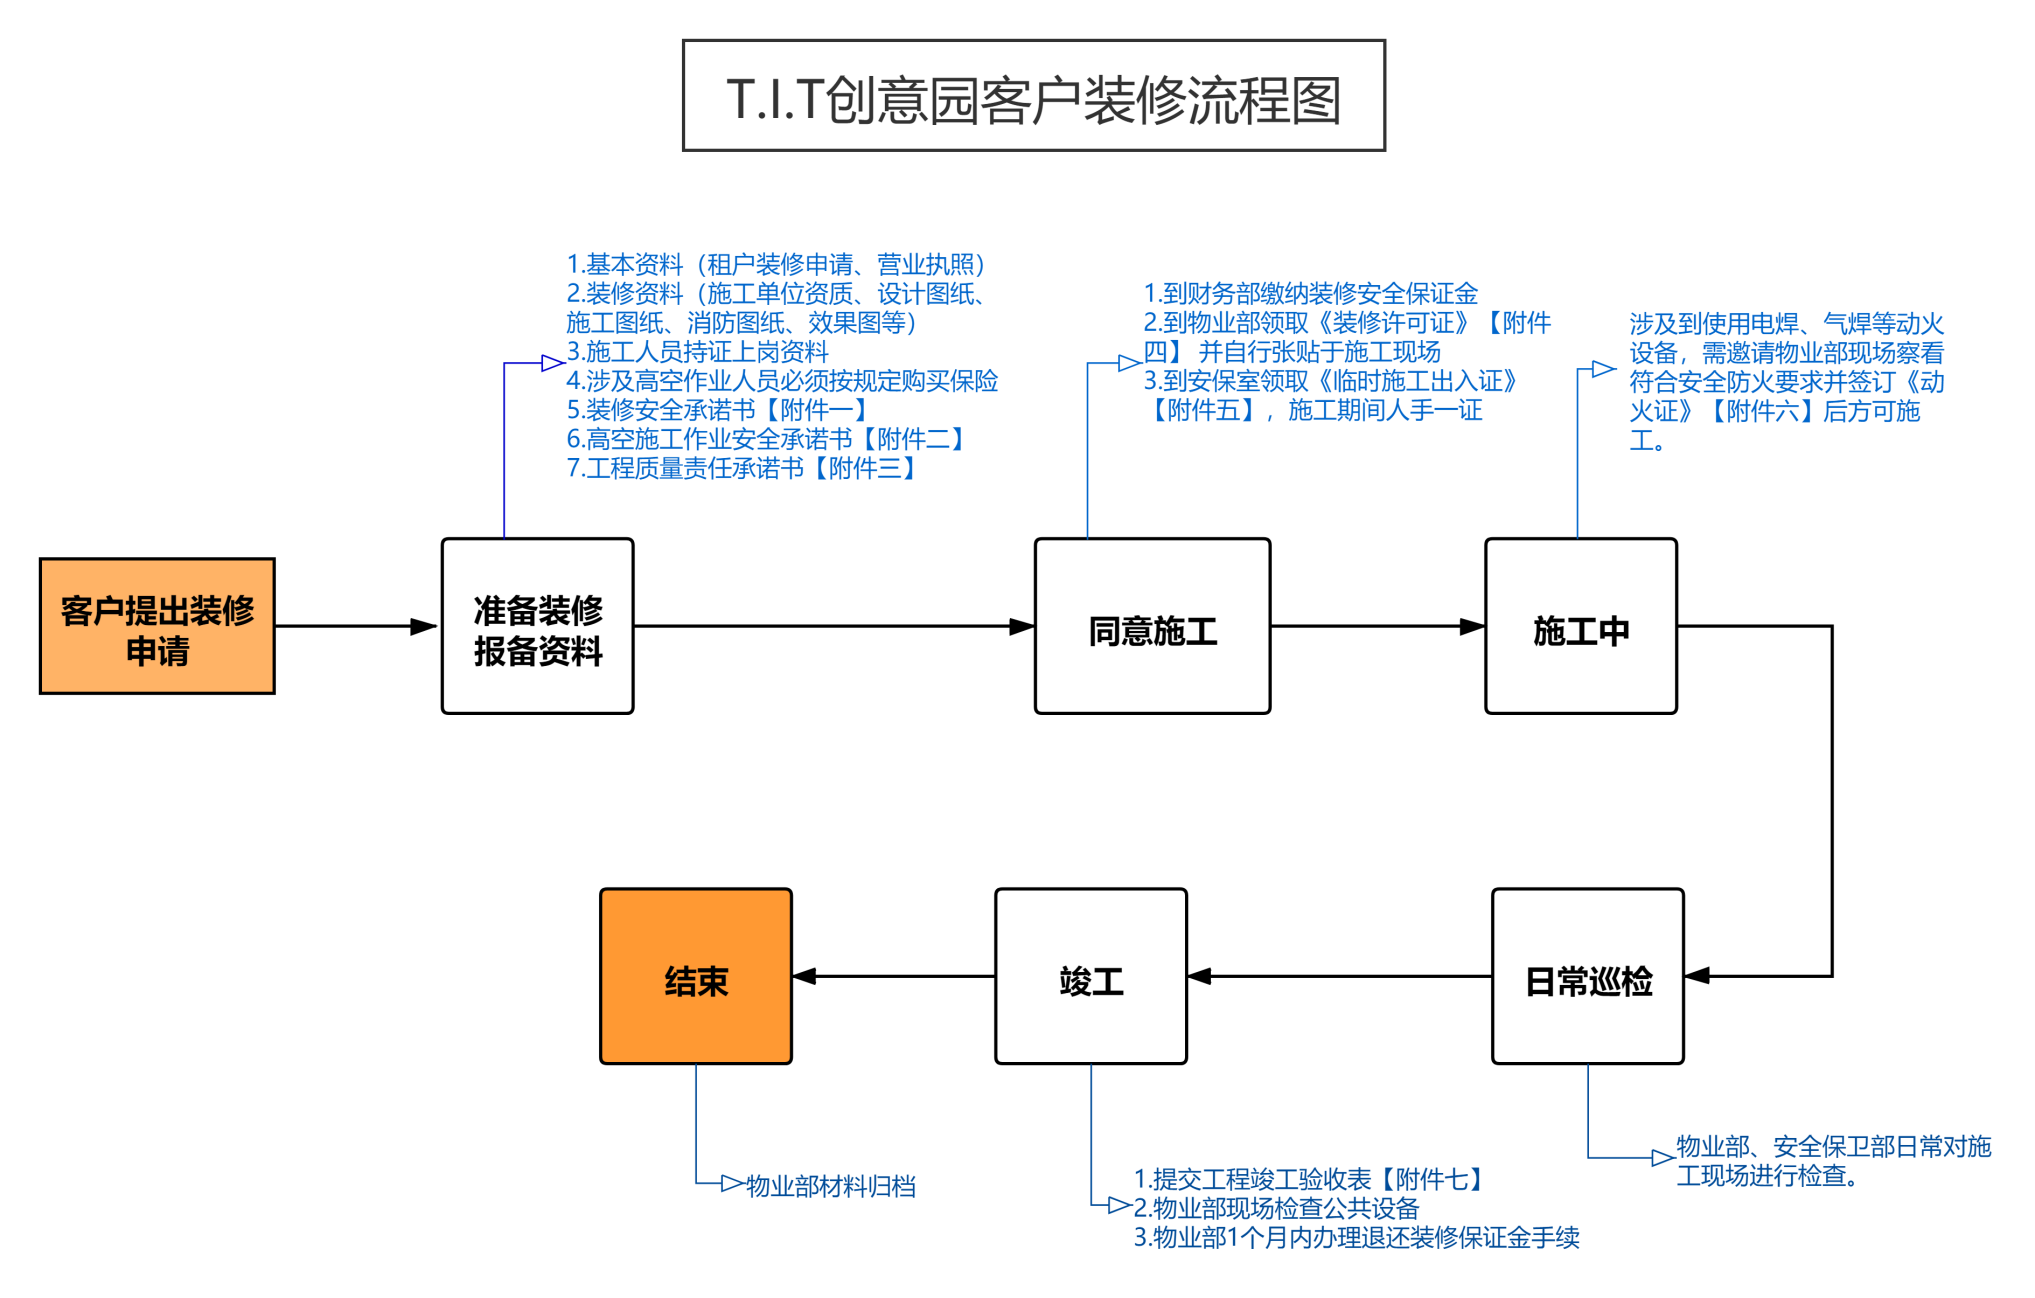 T.I.T创意园客户装修流程图
1.基本资料（租户装修申请、营业执照）
2.装修资料（施工单位资质、设计图纸、
施工图纸、消防图纸、效果图等）
3.施工人员持证上岗资料
4.涉及高空作业人员必须按规定购买保险
5.装修安全承诺书【附件一】
6.高空施工作业安全承诺书【附件二】
7.工程质量责任承诺书【附件三】
1.到财务部缴纳装修安全保证金
2.到物业部领取《装修许可证》【附件
四】 并自行张贴于施工现场
3.到安保室领取《临时施工出入证》
【附件五】，施工期间人手一证
涉及到使用电焊、气焊等动火
设备，需邀请物业部现场察看
符合安全防火要求并签订《动
火证》【附件六】后方可施
工。
客户提出装修
申请
准备装修
报备资料
同意施工
施工中
结束
竣工
日常巡检
物业部材料归档
1.提交工程竣工验收表【附件七】
2.物业部现场检查公共设备
3.物业部1个月内办理退还装修保证金手续
物业部、安全保卫部日常对施
工现场进行检查。